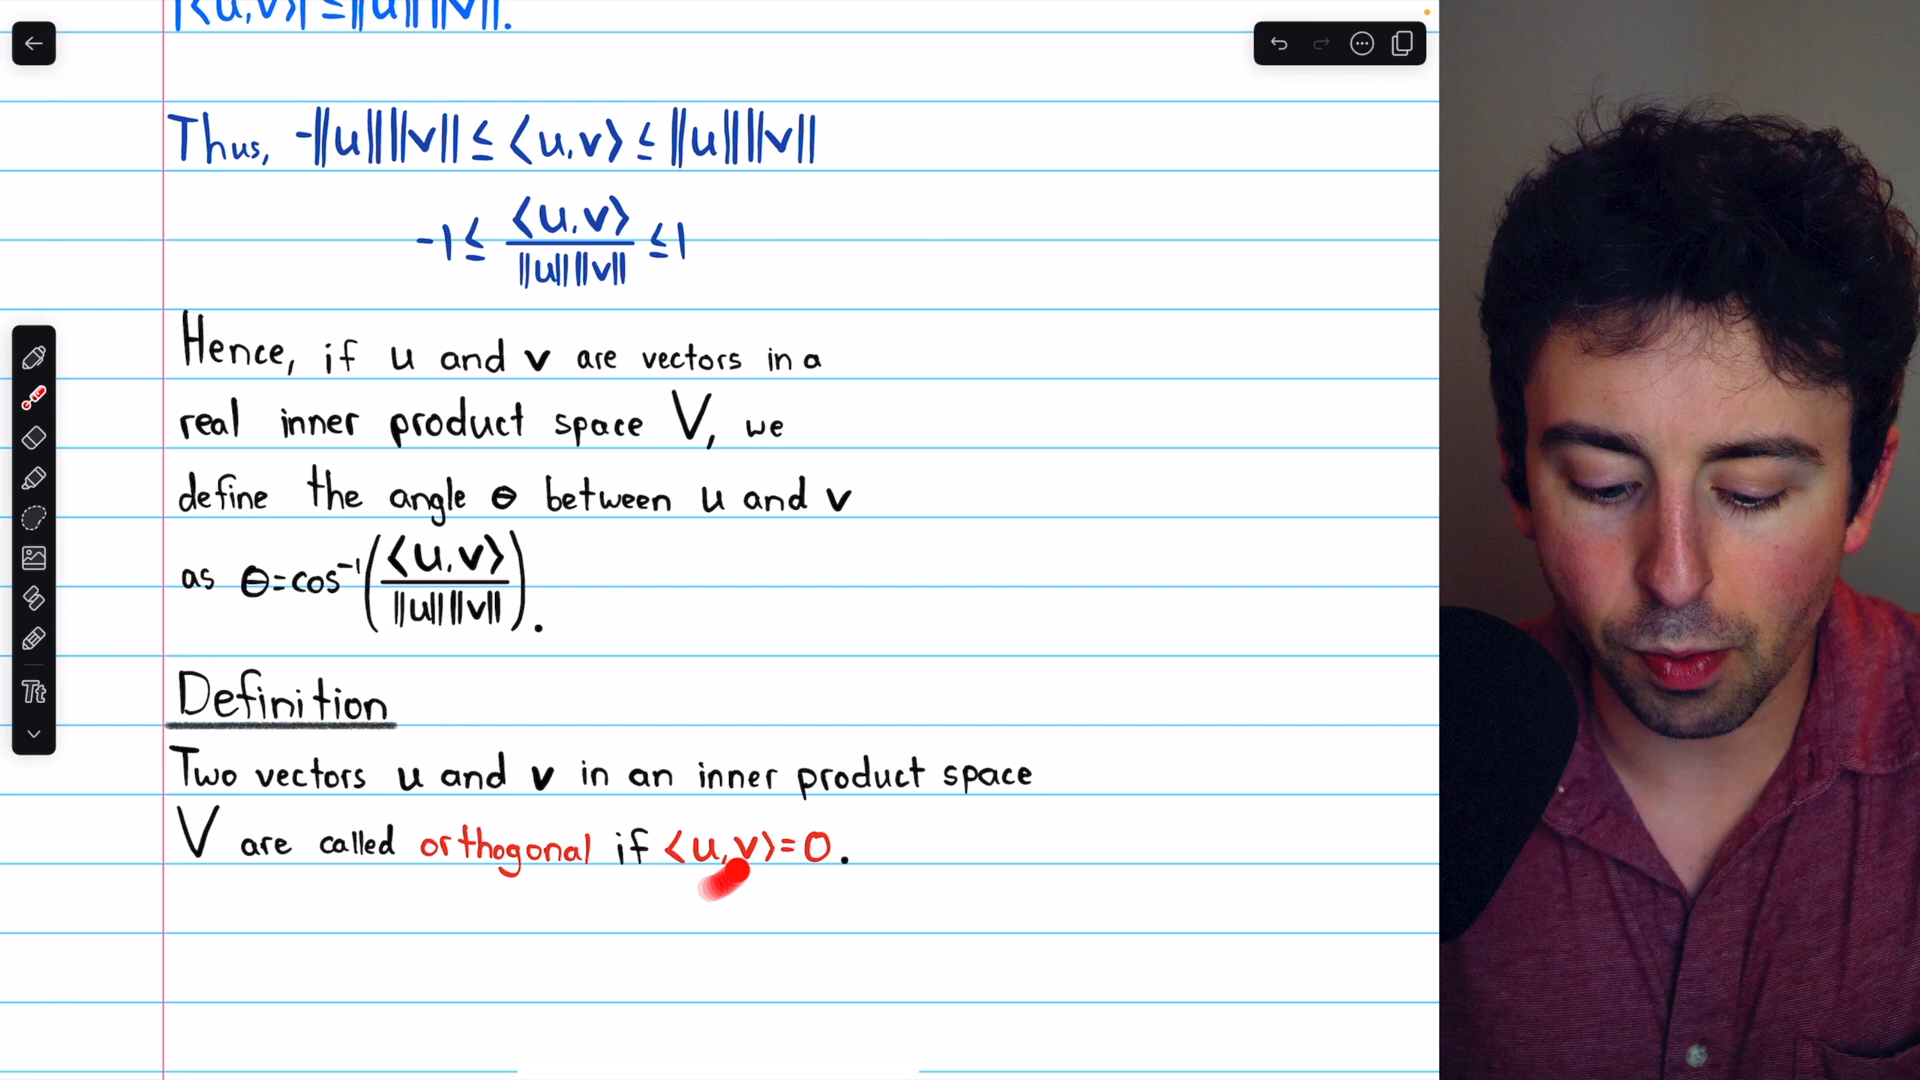 |<u,v>|≤||u||||v||.
Thus, -||u||||v||≤<u,v>≤||u||||v||
-1≤ <u,v> / ||u||||v|| ≤1
Hence, if u and v are vectors in a
real inner product space V, we
define the angle θ between u and v
as θ=cos⁻¹(<u,v> / ||u||||v||).
Definition
Two vectors u and v in an inner product space
V are called orthogonal if <u,v>=0.
Tt